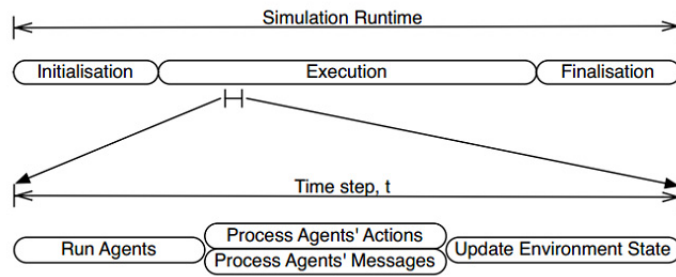 Simulation Runtime
Initialisation
Execution
Finalisation
Time step, t
Run Agents
Process Agents' Actions
Process Agents' Messages
Update Environment State